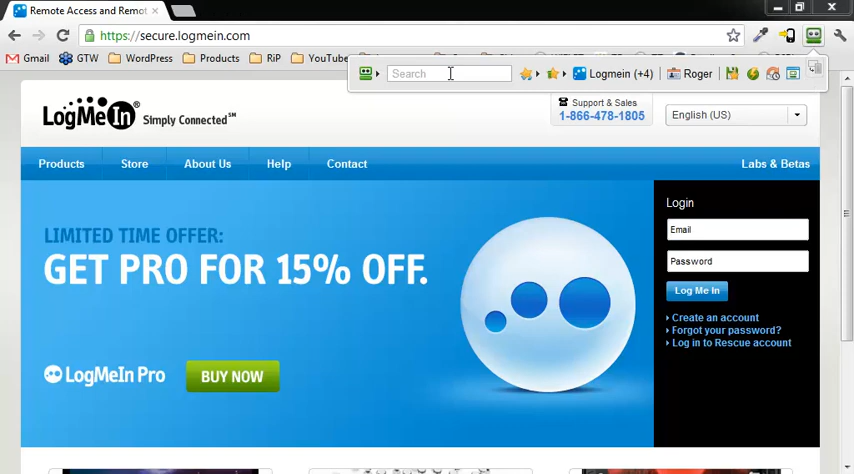 Remote Access and Remot
https://secure.logmein.com
Gmail GTW WordPress Products RiP YouTube
Search Logmein (+4) Roger
LogMeIn Simply Connected SM
Support & Sales
1-866-478-1805
English (US)
Products Store About Us Help Contact Labs & Betas
LIMITED TIME OFFER:
GET PRO FOR 15% OFF.
LogMeIn Pro BUY NOW
Login
Email
Password
Log Me In
Create an account
Forgot your password?
Log in to Rescue account